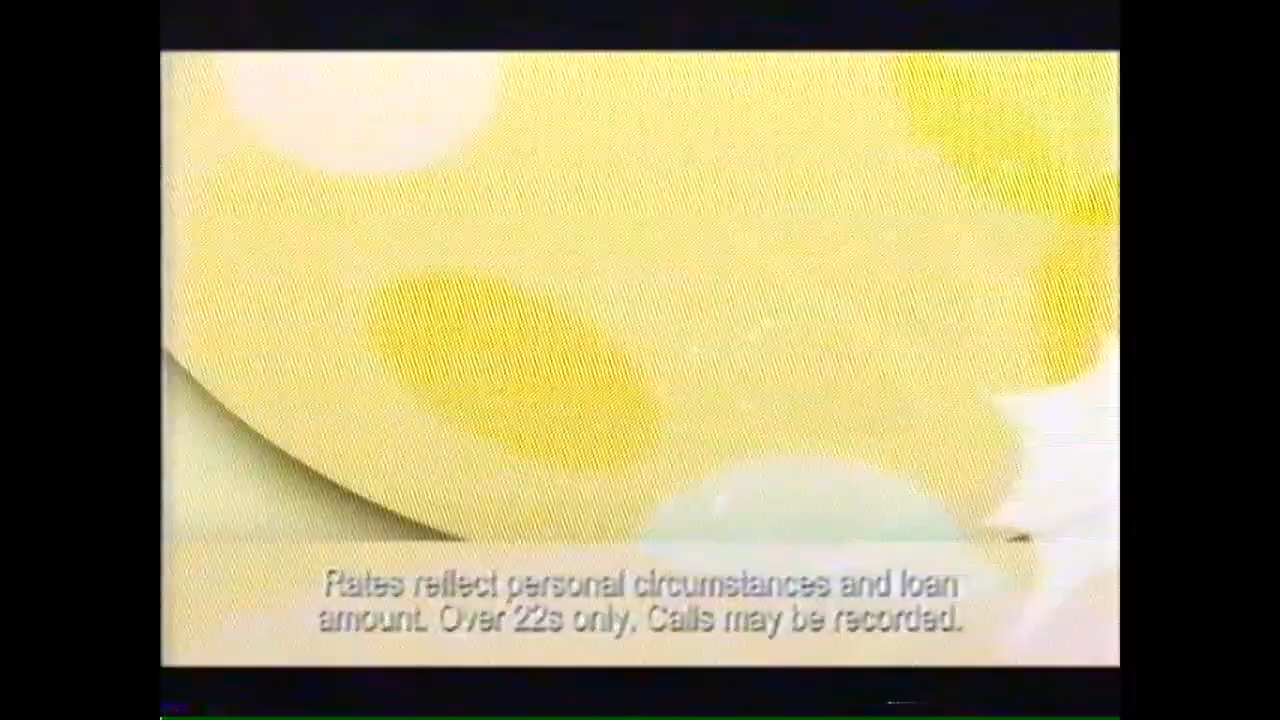 Rates reflect personal circumstances and loan
amount. Over 22s only. Calls may be recorded.